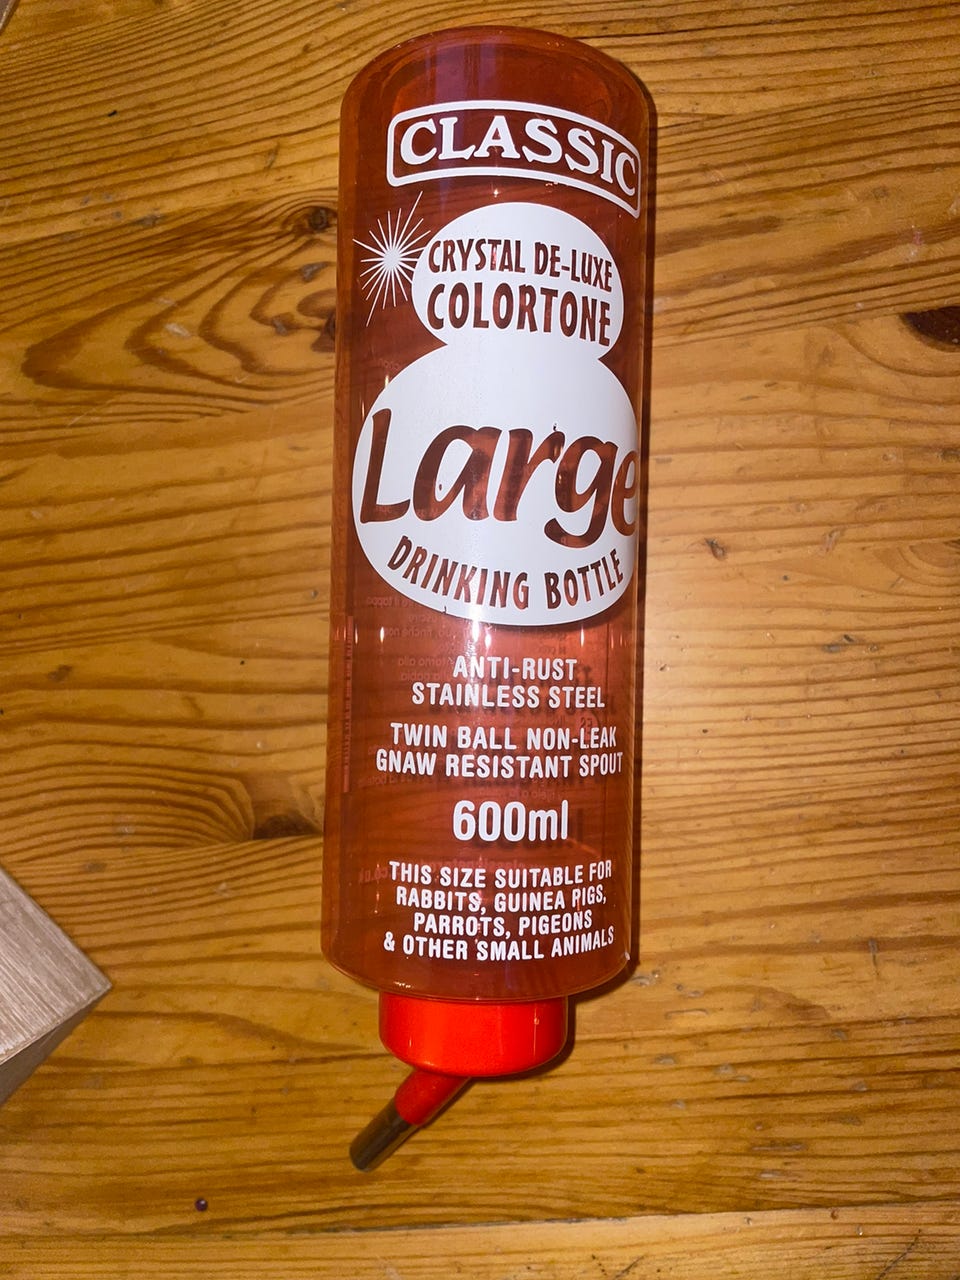 CLASSIC
CRYSTAL DE-LUXE
COLORTONE
Large
DRINKING BOTTLE
ANTI-RUST
STAINLESS STEEL
TWIN BALL NON-LEAK
GNAW RESISTANT SPOUT
600ml
THIS SIZE SUITABLE FOR
RABBITS, GUINEA PIGS,
PARROTS, PIGEONS
& OTHER SMALL ANIMALS